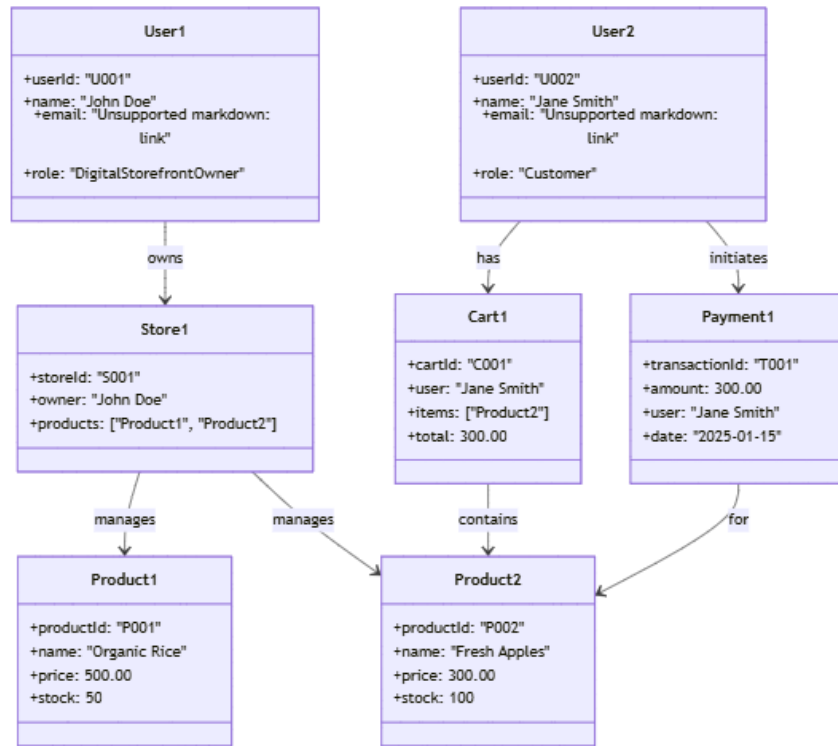 User1
+userId: "U001"
+name: "John Doe"
+email: "Unsupported markdown:
link"
+role: "DigitalStorefrontOwner"
User2
+userId: "U002"
+name: "Jane Smith"
+email: "Unsupported markdown:
link"
+role: "Customer"
owns
has
initiates
Store1
+storeId: "S001"
+owner: "John Doe"
+products: ["Product1", "Product2"]
Cart1
+cartId: "C001"
+user: "Jane Smith"
+items: ["Product2"]
+total: 300.00
Payment1
+transactionId: "T001"
+amount: 300.00
+user: "Jane Smith"
+date: "2025-01-15"
manages
manages
contains
for
Product1
+productId: "P001"
+name: "Organic Rice"
+price: 500.00
+stock: 50
Product2
+productId: "P002"
+name: "Fresh Apples"
+price: 300.00
+stock: 100